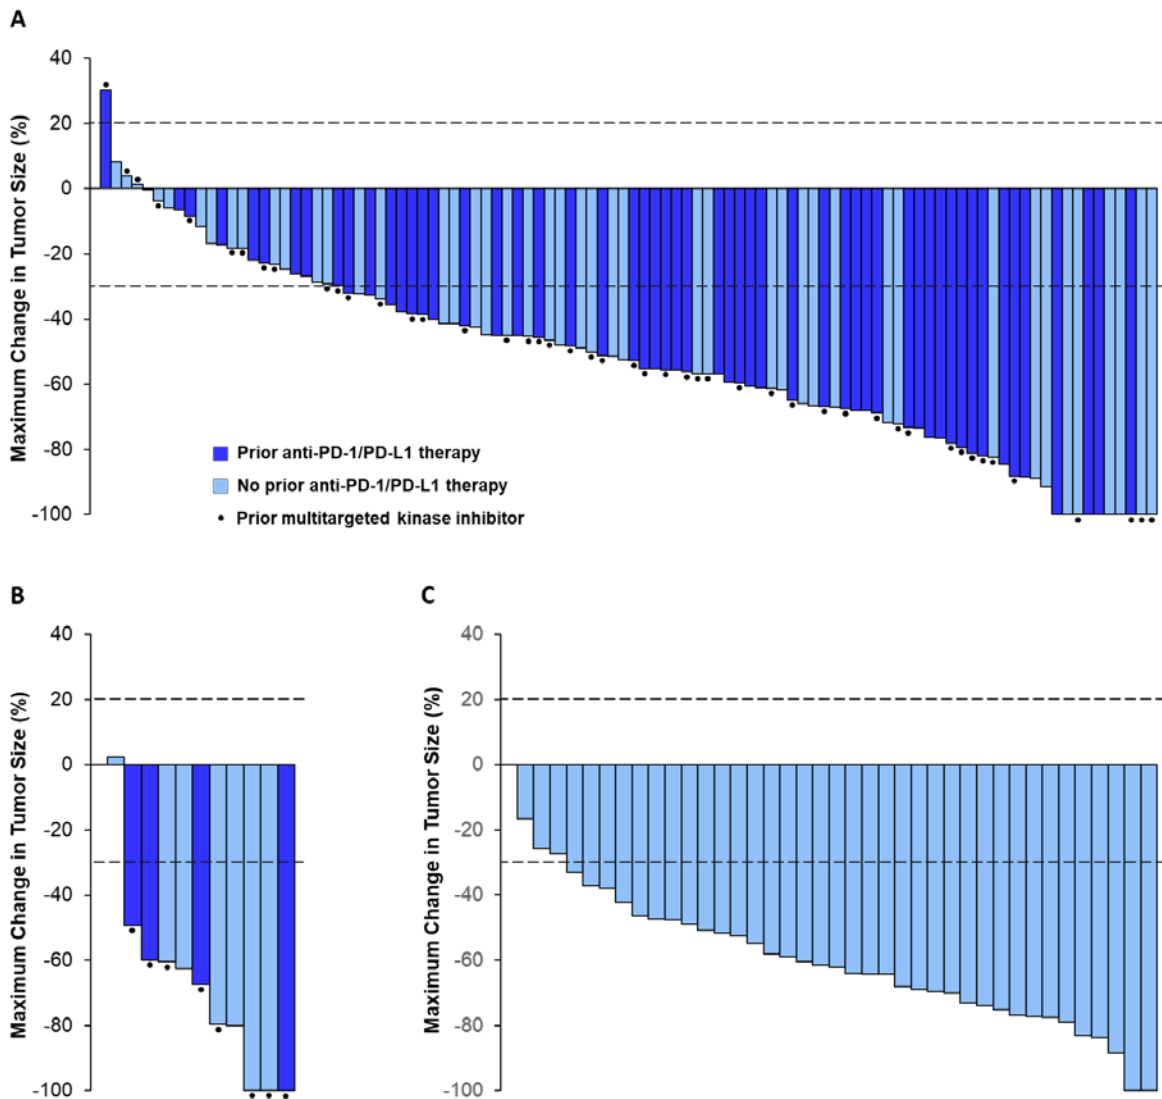 A
Maximum Change in Tumor Size (%)
40
20
0
-20
-40
-60
-80
-100
Prior anti-PD-1/PD-L1 therapy
No prior anti-PD-1/PD-L1 therapy
Prior multitargeted kinase inhibitor
B
Maximum Change in Tumor Size (%)
40
20
0
-20
-40
-60
-80
-100
C
Maximum Change in Tumor Size (%)
40
20
0
-20
-40
-60
-80
-100